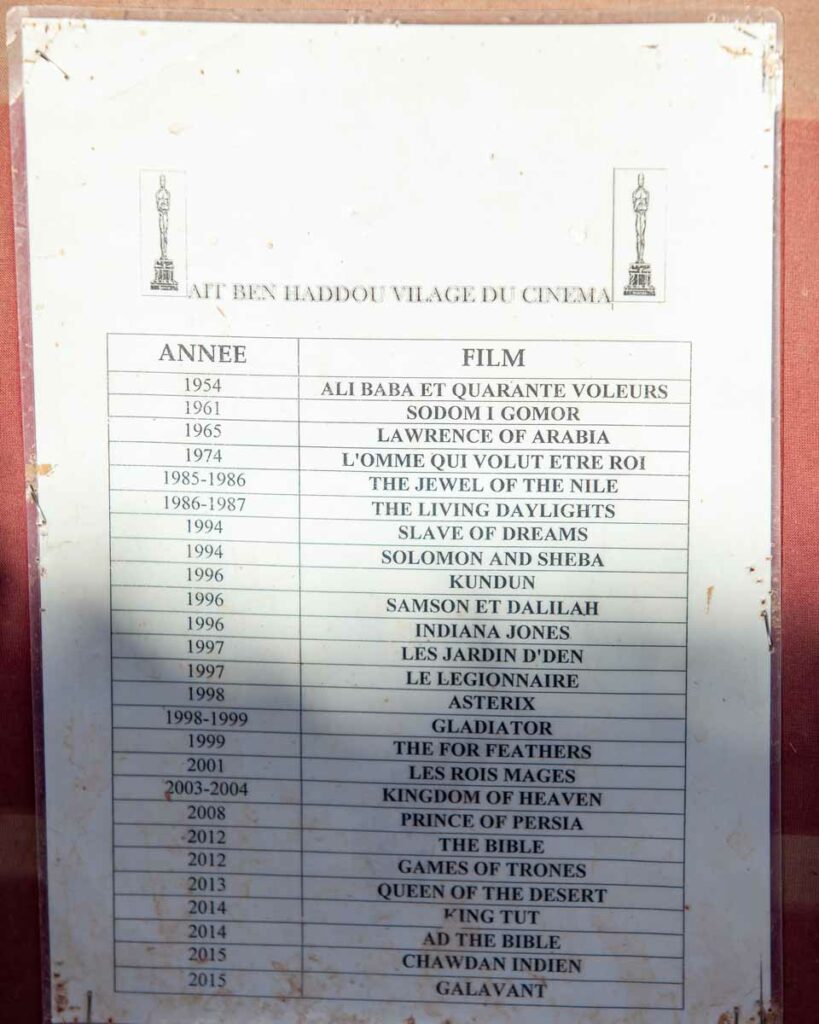 AIT BEN HADDOU VILAGE DU CINEMA
ANNEE FILM
1954 ALI BABA ET QUARANTE VOLEURS
1961 SODOM I GOMOR
1965 LAWRENCE OF ARABIA
1974 L'OMME QUI VOLUT ETRE ROI
1985-1986 THE JEWEL OF THE NILE
1986-1987 THE LIVING DAYLIGHTS
1994 SLAVE OF DREAMS
1994 SOLOMON AND SHEBA
1996 KUNDUN
1996 SAMSON ET DALILAH
1996 INDIANA JONES
1997 LES JARDIN D'DEN
1997 LE LEGIONNAIRE
1998 ASTERIX
1998-1999 GLADIATOR
1999 THE FOR FEATHERS
2001 LES ROIS MAGES
2003-2004 KINGDOM OF HEAVEN
2008 PRINCE OF PERSIA
2012 THE BIBLE
2012 GAMES OF TRONES
2013 QUEEN OF THE DESERT
2014 KING TUT
2014 AD THE BIBLE
2015 CHAWDAN INDIEN
2015 GALAVANT